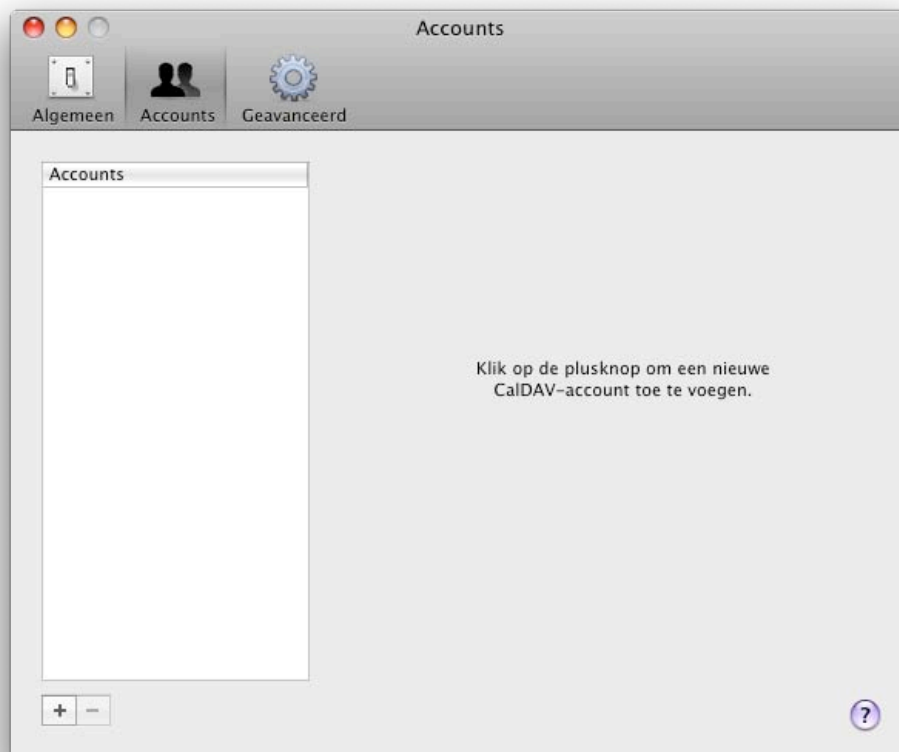 Accounts
Algemeen Accounts Geavanceerd
Accounts
Klik op de plusknop om een nieuwe
CalDAV-account toe te voegen.
+ −
?